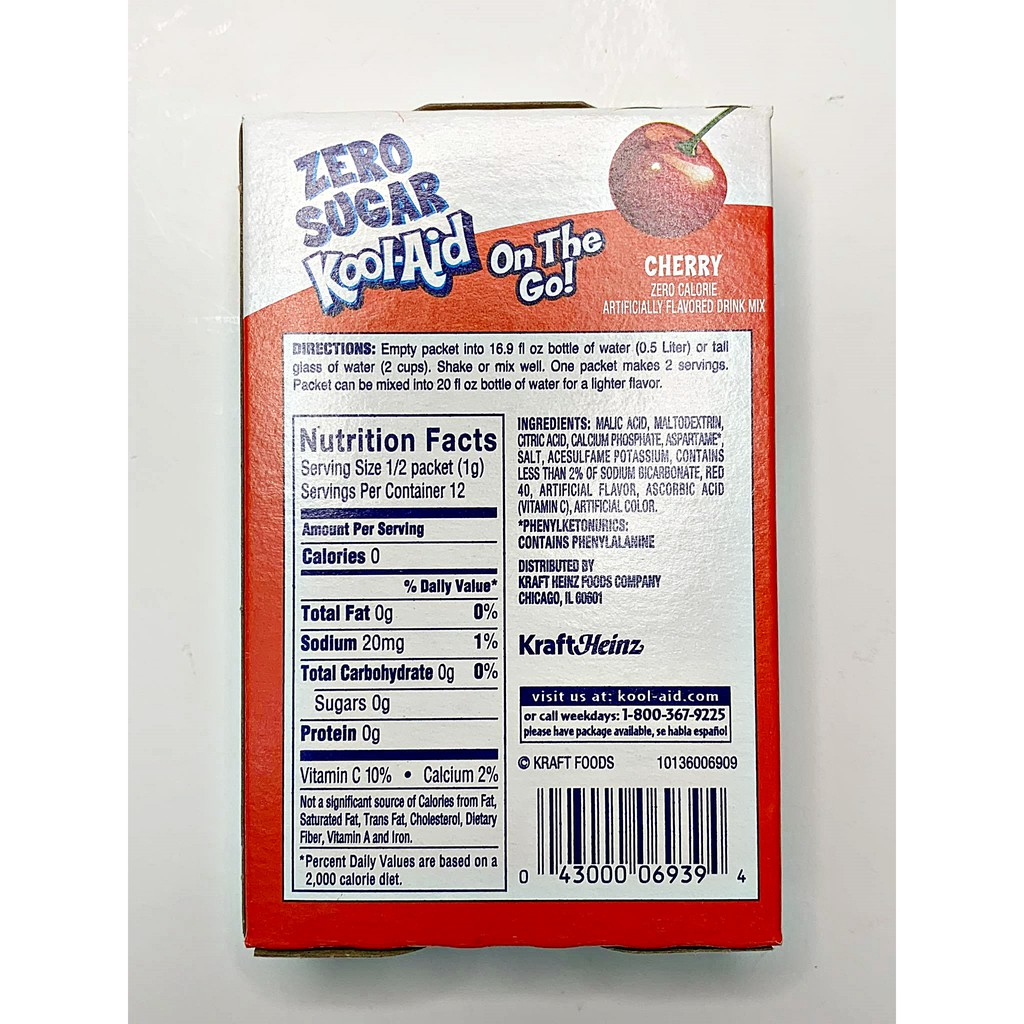 ZERO
SUGAR
Kool-Aid
On The
Go!
CHERRY
ZERO CALORIE
ARTIFICIALLY FLAVORED DRINK MIX
DIRECTIONS: Empty packet into 16.9 fl oz bottle of water (0.5 Liter) or tall
glass of water (2 cups). Shake or mix well. One packet makes 2 servings.
Packet can be mixed into 20 fl oz bottle of water for a lighter flavor.
Nutrition Facts
Serving Size 1/2 packet (1g)
Servings Per Container 12
Amount Per Serving
Calories 0
% Daily Value*
Total Fat 0g 0%
Sodium 20mg 1%
Total Carbohydrate 0g 0%
Sugars 0g
Protein 0g
Vitamin C 10% • Calcium 2%
Not a significant source of Calories from Fat,
Saturated Fat, Trans Fat, Cholesterol, Dietary
Fiber, Vitamin A and Iron.
*Percent Daily Values are based on a
2,000 calorie diet.
INGREDIENTS: MALIC ACID, MALTODEXTRIN,
CITRIC ACID, CALCIUM PHOSPHATE, ASPARTAME*,
SALT, ACESULFAME POTASSIUM, CONTAINS
LESS THAN 2% OF SODIUM BICARBONATE, RED
40, ARTIFICIAL FLAVOR, ASCORBIC ACID
(VITAMIN C), ARTIFICIAL COLOR.
*PHENYLKETONURICS:
CONTAINS PHENYLALANINE
DISTRIBUTED BY
KRAFT HEINZ FOODS COMPANY
CHICAGO, IL 60601
KraftHeinz
visit us at: kool-aid.com
or call weekdays: 1-800-367-9225
please have package available, se habla español
© KRAFT FOODS 10136006909
0 43000 06939 4